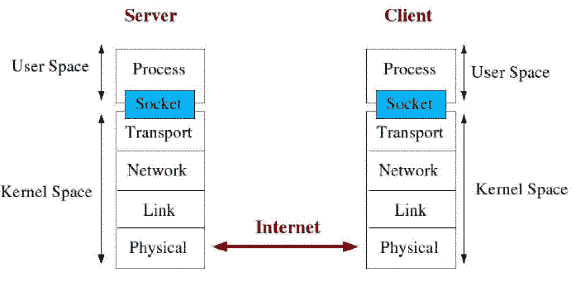 Server
Client
User Space
Process
Process
User Space
Socket
Socket
Transport
Transport
Kernel Space
Network
Network
Kernel Space
Link
Internet
Link
Physical
Physical